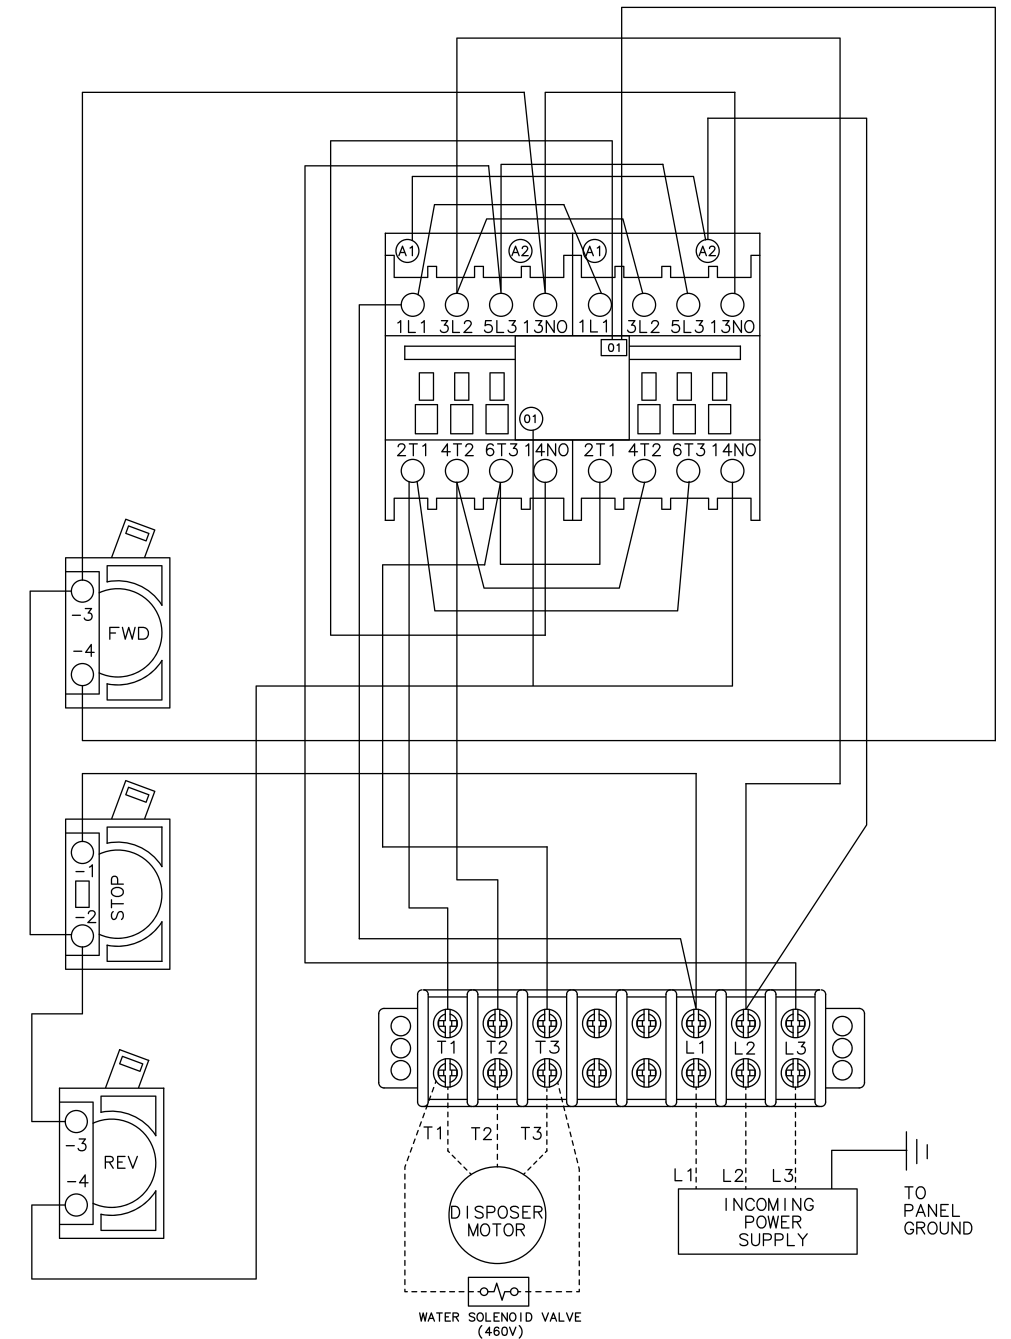 A1 A2 A1 A2
1L1 3L2 5L3 13NO 1L1 3L2 5L3 13NO
01
01
2T1 4T2 6T3 14NO 2T1 4T2 6T3 14NO
-3
FWD
-4
-1
STOP
-2
-3
REV
-4
T1 T2 T3 L1 L2 L3
T1 T2 T3
L1 L2 L3
DISPOSER
MOTOR
INCOMING
POWER
SUPPLY
TO
PANEL
GROUND
WATER SOLENOID VALVE
(460V)